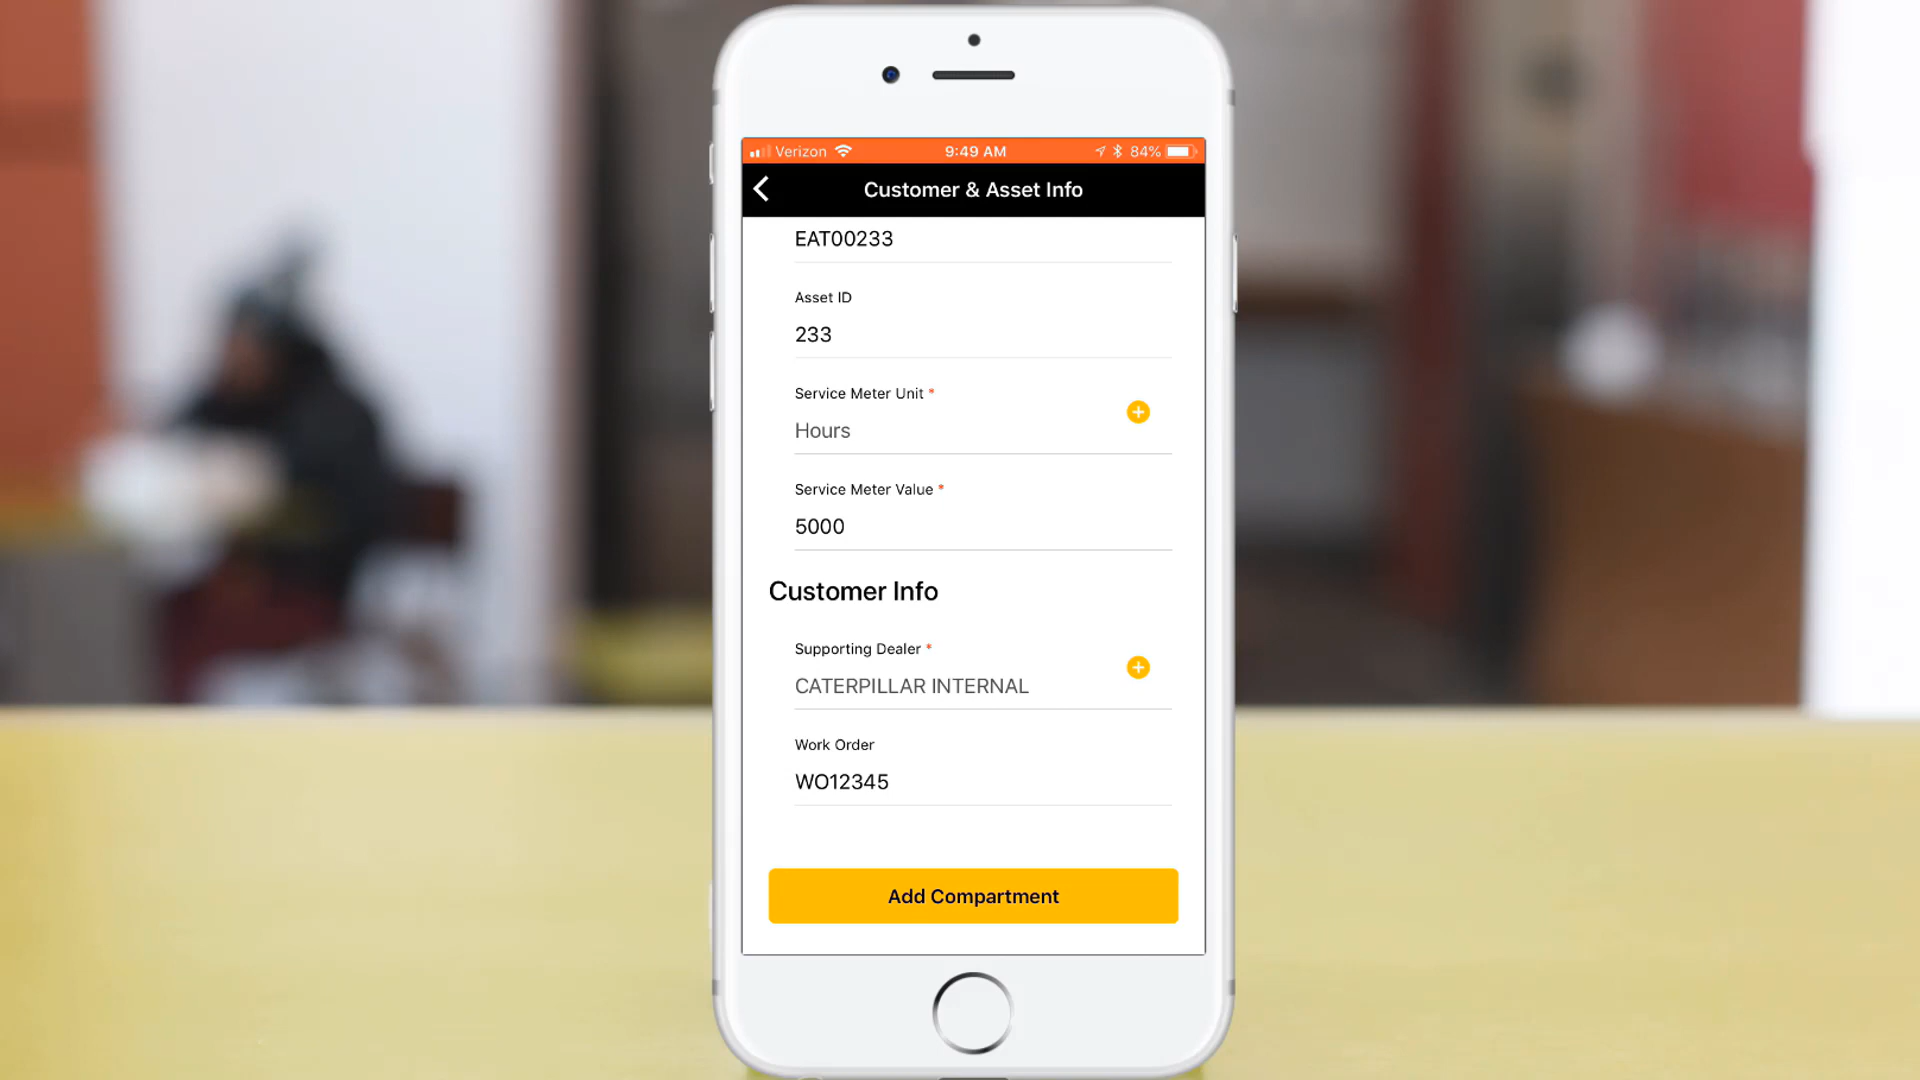 Verizon 9:49 AM 84%
Customer & Asset Info
EAT00233
Asset ID
233
Service Meter Unit *
Hours
Service Meter Value *
5000
Customer Info
Supporting Dealer *
CATERPILLAR INTERNAL
Work Order
WO12345
Add Compartment